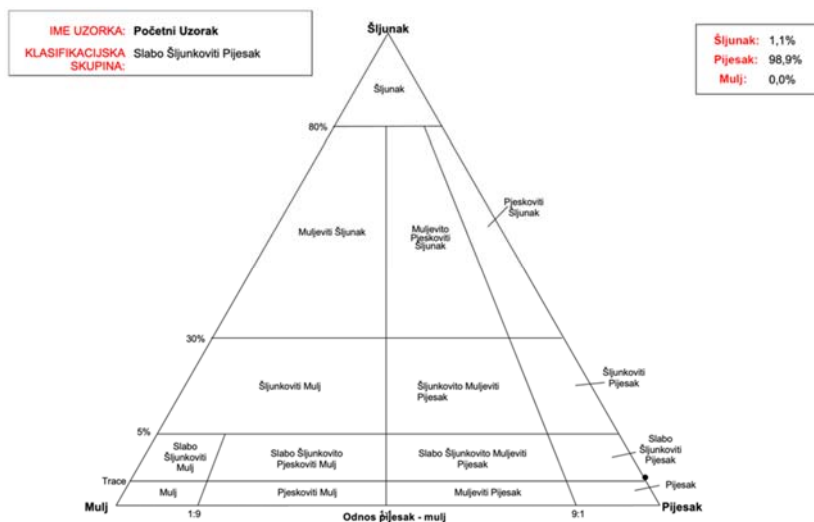 IME UZORKA: Početni Uzorak
KLASIFIKACIJSKA SKUPINA: Slabo Šljunkoviti Pijesak
Šljunak: 1,1%
Pijesak: 98,9%
Mulj: 0,0%
Šljunak
Šljunak
80%
Pjeskoviti
Šljunak
Muljeviti Šljunak
Muljevito
Pjeskoviti
Šljunak
30%
Šljunkoviti Mulj
Šljunkovito Muljeviti
Pijesak
Šljunkoviti
Pijesak
5%
Slabo
Šljunkoviti
Mulj
Slabo Šljunkovito
Pjeskoviti Mulj
Slabo Šljunkovito Muljeviti
Pijesak
Slabo
Šljunkoviti
Pijesak
Trace
Mulj
Pjeskoviti Mulj
Muljeviti Pijesak
Pijesak
Mulj
Pijesak
1:9
1:1
9:1
Odnos pijesak - mulj